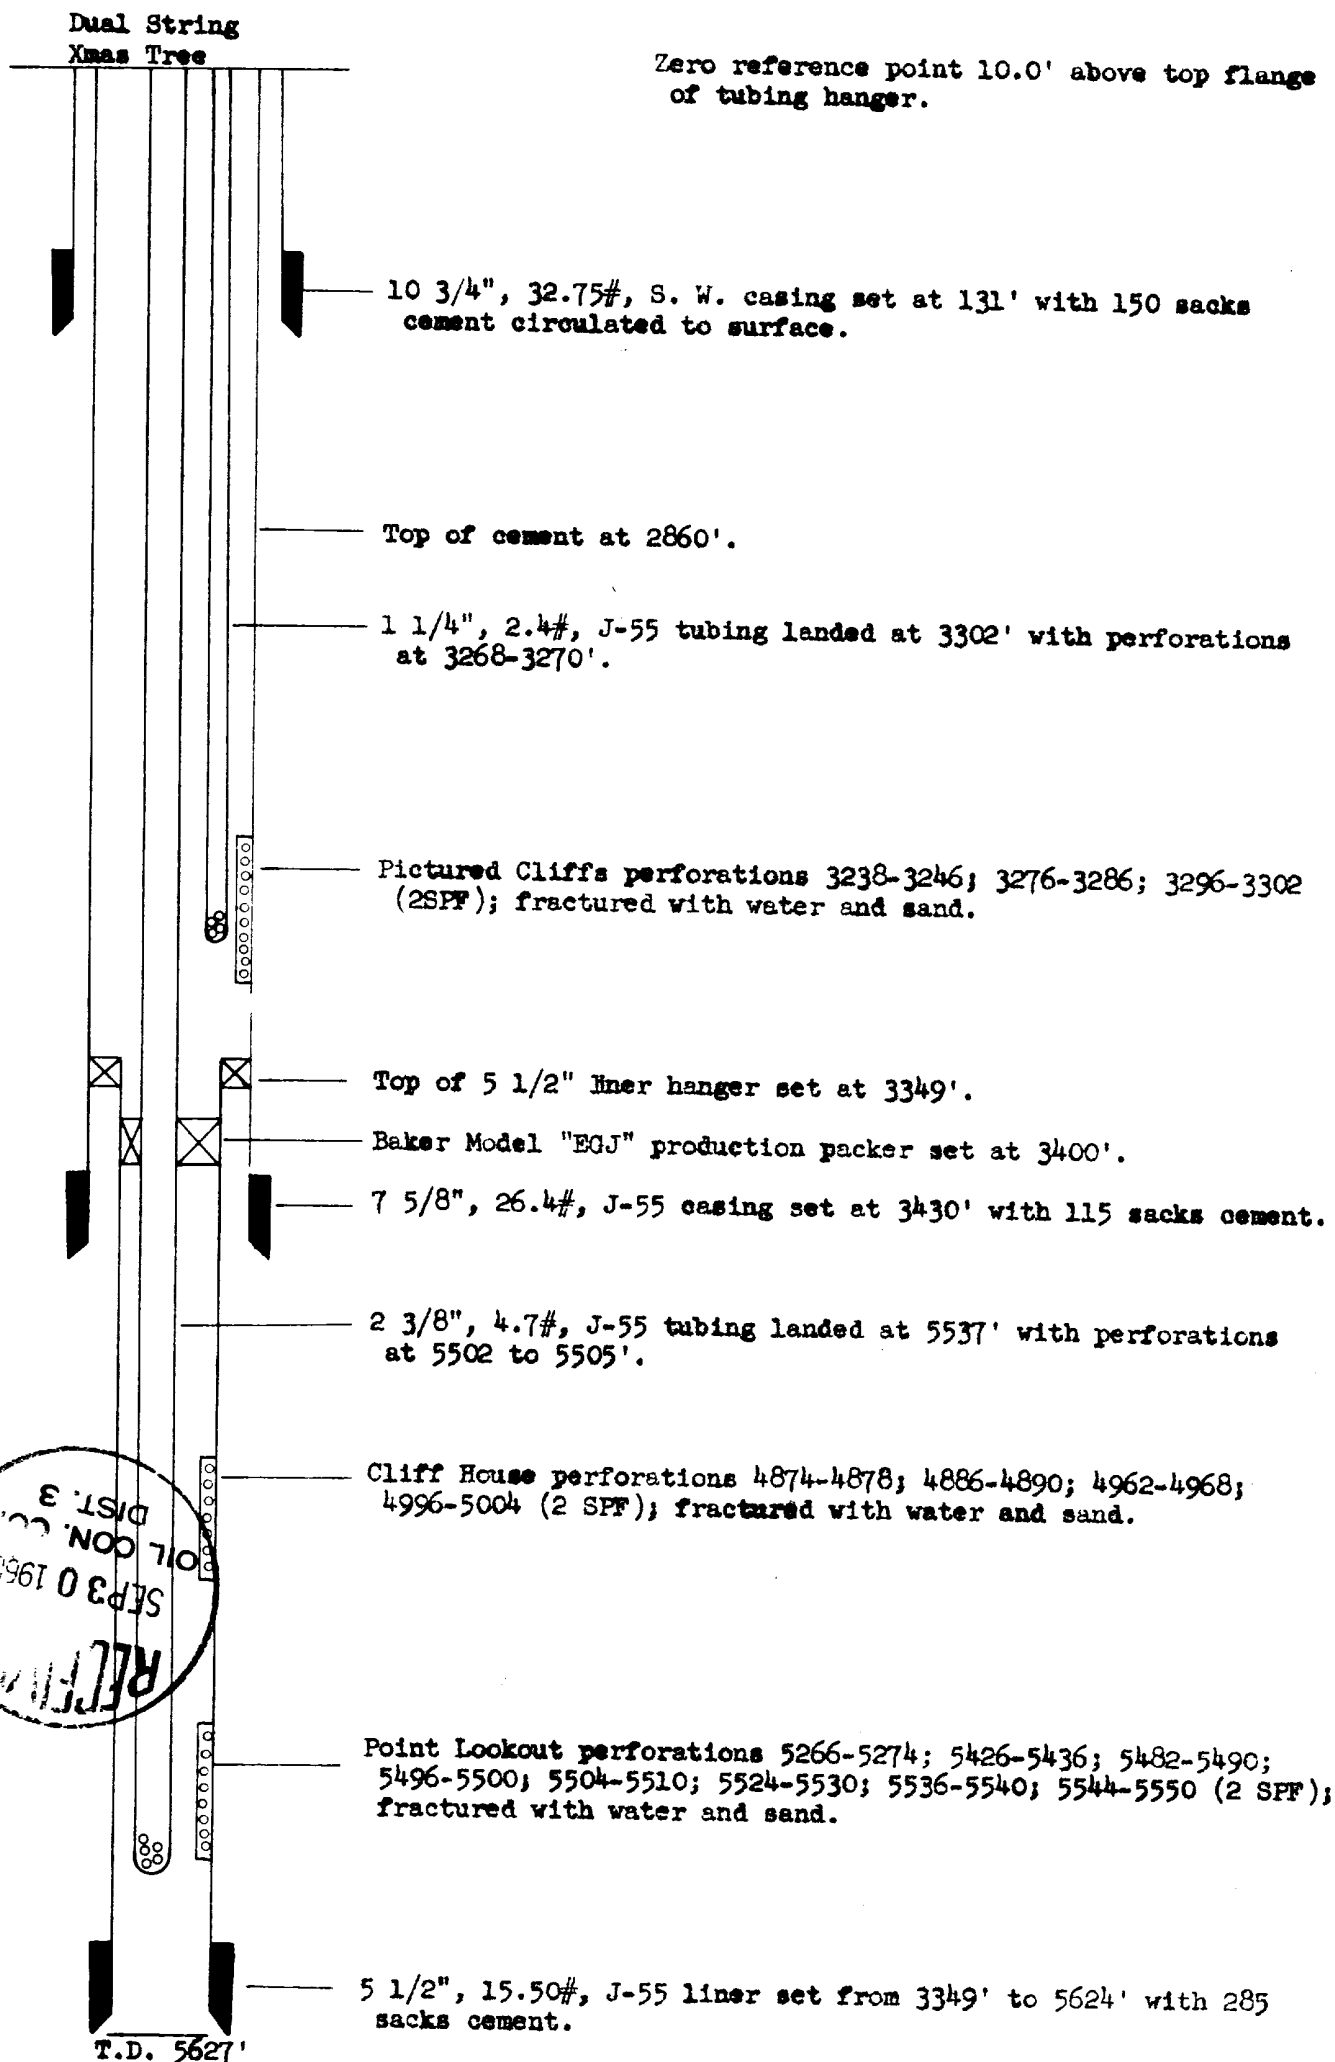 Dual String
Xmas Tree
Zero reference point 10.0' above top flange
of tubing hanger.
10 3/4", 32.75#, S. W. casing set at 131' with 150 sacks
cement circulated to surface.
Top of cement at 2860'.
1 1/4", 2.4#, J-55 tubing landed at 3302' with perforations
at 3268-3270'.
Pictured Cliffs perforations 3238-3246; 3276-3286; 3296-3302
(2SPF); fractured with water and sand.
Top of 5 1/2" liner hanger set at 3349'.
Baker Model "EGJ" production packer set at 3400'.
7 5/8", 26.4#, J-55 casing set at 3430' with 115 sacks cement.
2 3/8", 4.7#, J-55 tubing landed at 5537' with perforations
at 5502 to 5505'.
Cliff House perforations 4874-4878; 4886-4890; 4962-4968;
4996-5004 (2 SPF); fractured with water and sand.
SEP 30
OIL CON.
DIST. 3
Point Lookout perforations 5266-5274; 5426-5436; 5482-5490;
5496-5500; 5504-5510; 5524-5530; 5536-5540; 5544-5550 (2 SPF);
fractured with water and sand.
5 1/2", 15.50#, J-55 liner set from 3349' to 5624' with 285
sacks cement.
T.D. 5627'